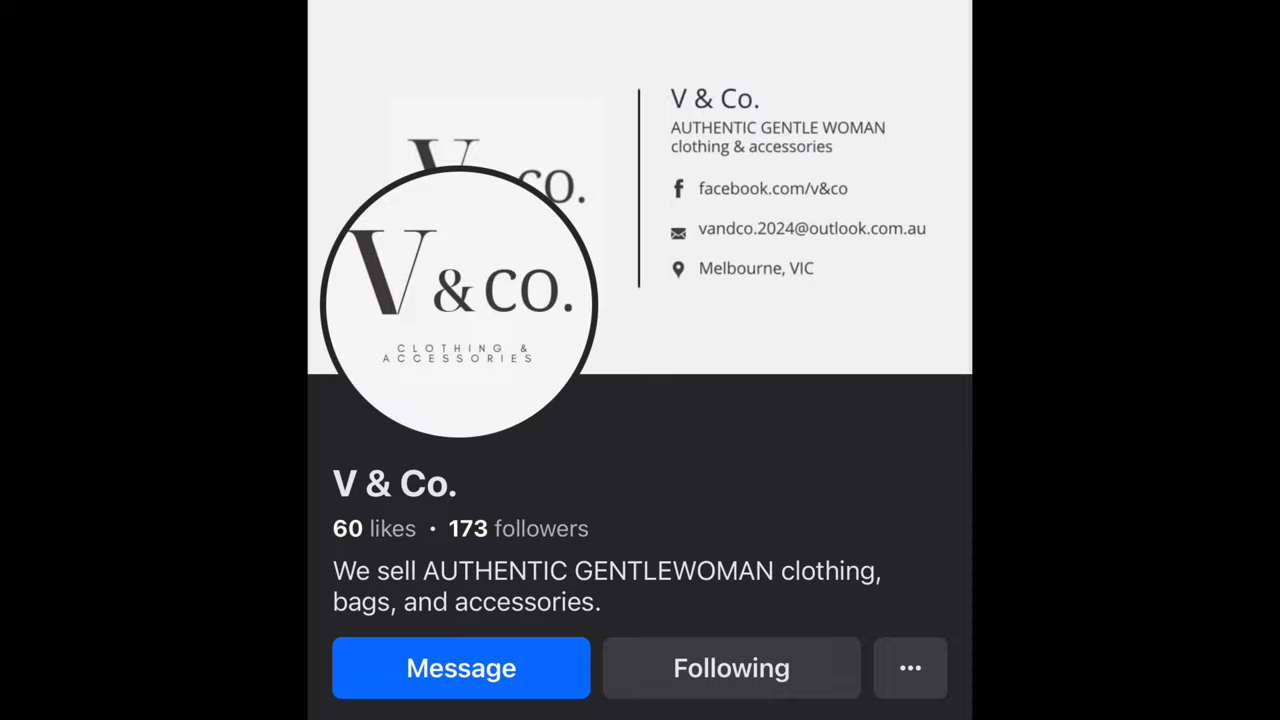 V & Co.
AUTHENTIC GENTLE WOMAN
clothing & accessories
facebook.com/v&co
vandco.2024@outlook.com.au
Melbourne, VIC
V co.
V & co.
CLOTHING &
ACCESSORIES
V & Co.
60 likes • 173 followers
We sell AUTHENTIC GENTLEWOMAN clothing,
bags, and accessories.
Message Following ...